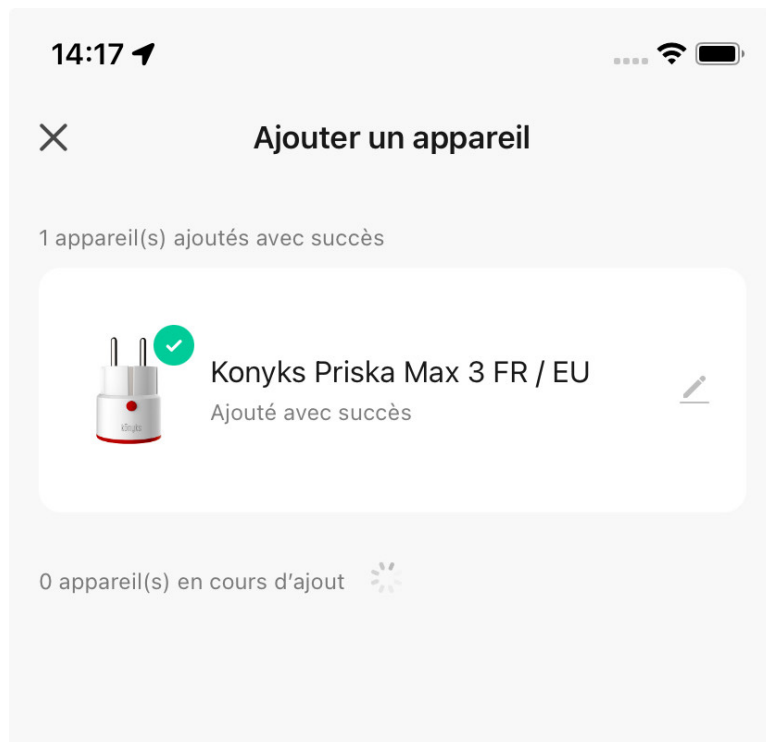 14:17
Ajouter un appareil
1 appareil(s) ajoutés avec succès
Konyks Priska Max 3 FR / EU
Ajouté avec succès
konyks
0 appareil(s) en cours d’ajout